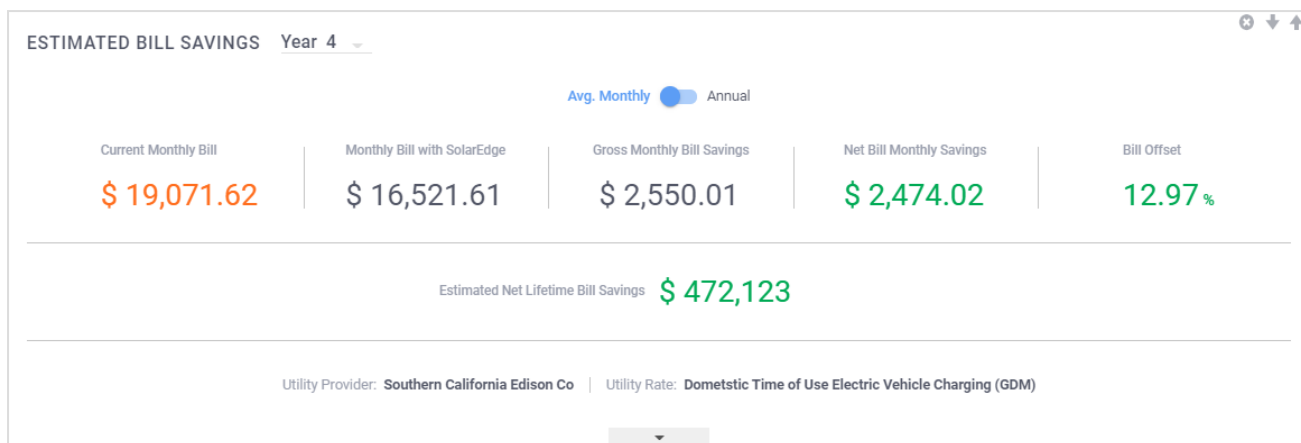 ESTIMATED BILL SAVINGS Year 4
Avg. Monthly Annual
Current Monthly Bill Monthly Bill with SolarEdge Gross Monthly Bill Savings Net Bill Monthly Savings Bill Offset
$ 19,071.62 $ 16,521.61 $ 2,550.01 $ 2,474.02 12.97 %
Estimated Net Lifetime Bill Savings $ 472,123
Utility Provider: Southern California Edison Co | Utility Rate: Dometstic Time of Use Electric Vehicle Charging (GDM)